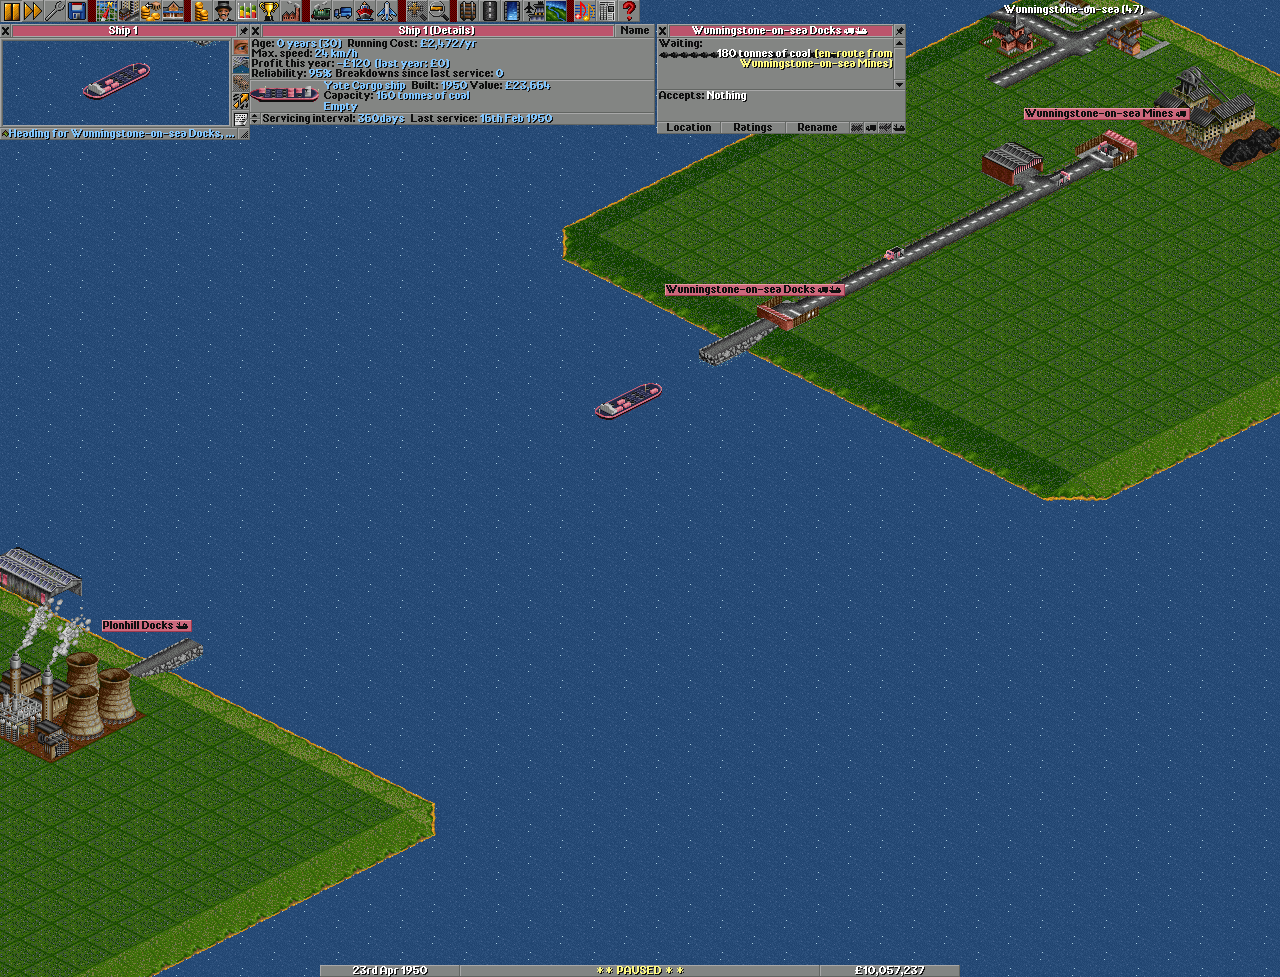 Wunningstone-on-sea (47)
Ship 1
Heading for Wunningstone-on-sea Docks, ...
Ship 1 (Details)
Name
Age: 0 years (30) Running Cost: £2,472/yr
Max. speed: 24 km/h
Profit this year: -£120 (last year: £0)
Reliability: 95% Breakdowns since last service: 0
Yate Cargo ship Built: 1950 Value: £23,664
Capacity: 160 tonnes of coal
Empty
Servicing interval: 360days Last service: 16th Feb 1950
Wunningstone-on-sea Docks
Waiting:
180 tonnes of coal (en-route from
Wunningstone-on-sea Mines)
Accepts: Nothing
Location Ratings Rename
Wunningstone-on-sea Mines
Wunningstone-on-sea Docks
Plonhill Docks
23rd Apr 1950
* * PAUSED * *
£10,057,237